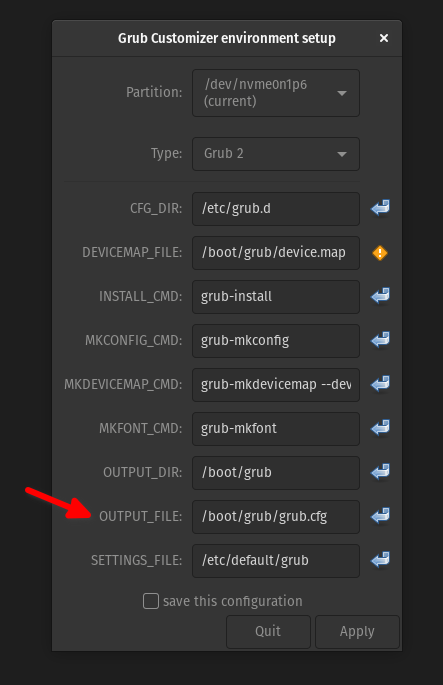 Grub Customizer environment setup
Partition: /dev/nvme0n1p6
(current)
Type: Grub 2
CFG_DIR: /etc/grub.d
DEVICEMAP_FILE: /boot/grub/device.map
INSTALL_CMD: grub-install
MKCONFIG_CMD: grub-mkconfig
MKDEVICEMAP_CMD: grub-mkdevicemap --dev
MKFONT_CMD: grub-mkfont
OUTPUT_DIR: /boot/grub
OUTPUT_FILE: /boot/grub/grub.cfg
SETTINGS_FILE: /etc/default/grub
save this configuration
Quit Apply